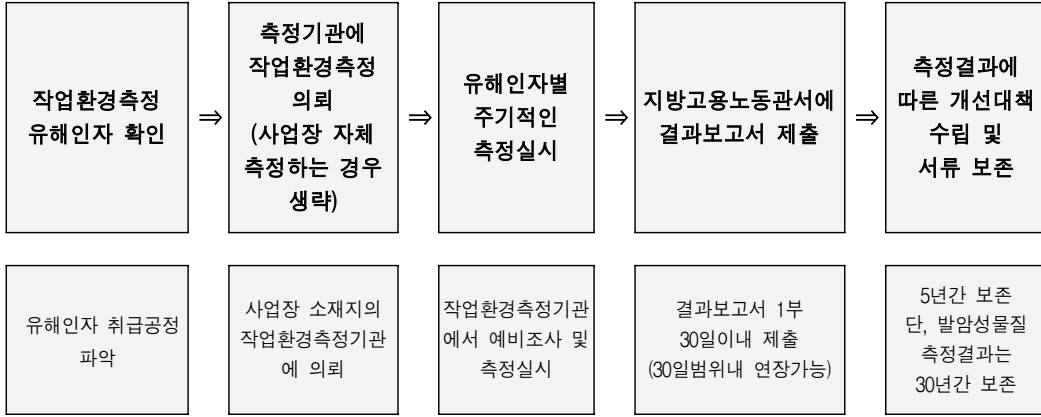 작업환경측정
유해인자 확인
⇒
측정기관에
작업환경측정
의뢰
(사업장 자체
측정하는 경우
생략)
⇒
유해인자별
주기적인
측정실시
⇒
지방고용노동관서에
결과보고서 제출
⇒
측정결과에
따른 개선대책
수립 및
서류 보존
유해인자 취급공정
파악
사업장 소재지의
작업환경측정기관
에 의뢰
작업환경측정기관
에서 예비조사 및
측정실시
결과보고서 1부
30일이내 제출
(30일범위내 연장가능)
5년간 보존
단, 발암성물질
측정결과는
30년간 보존